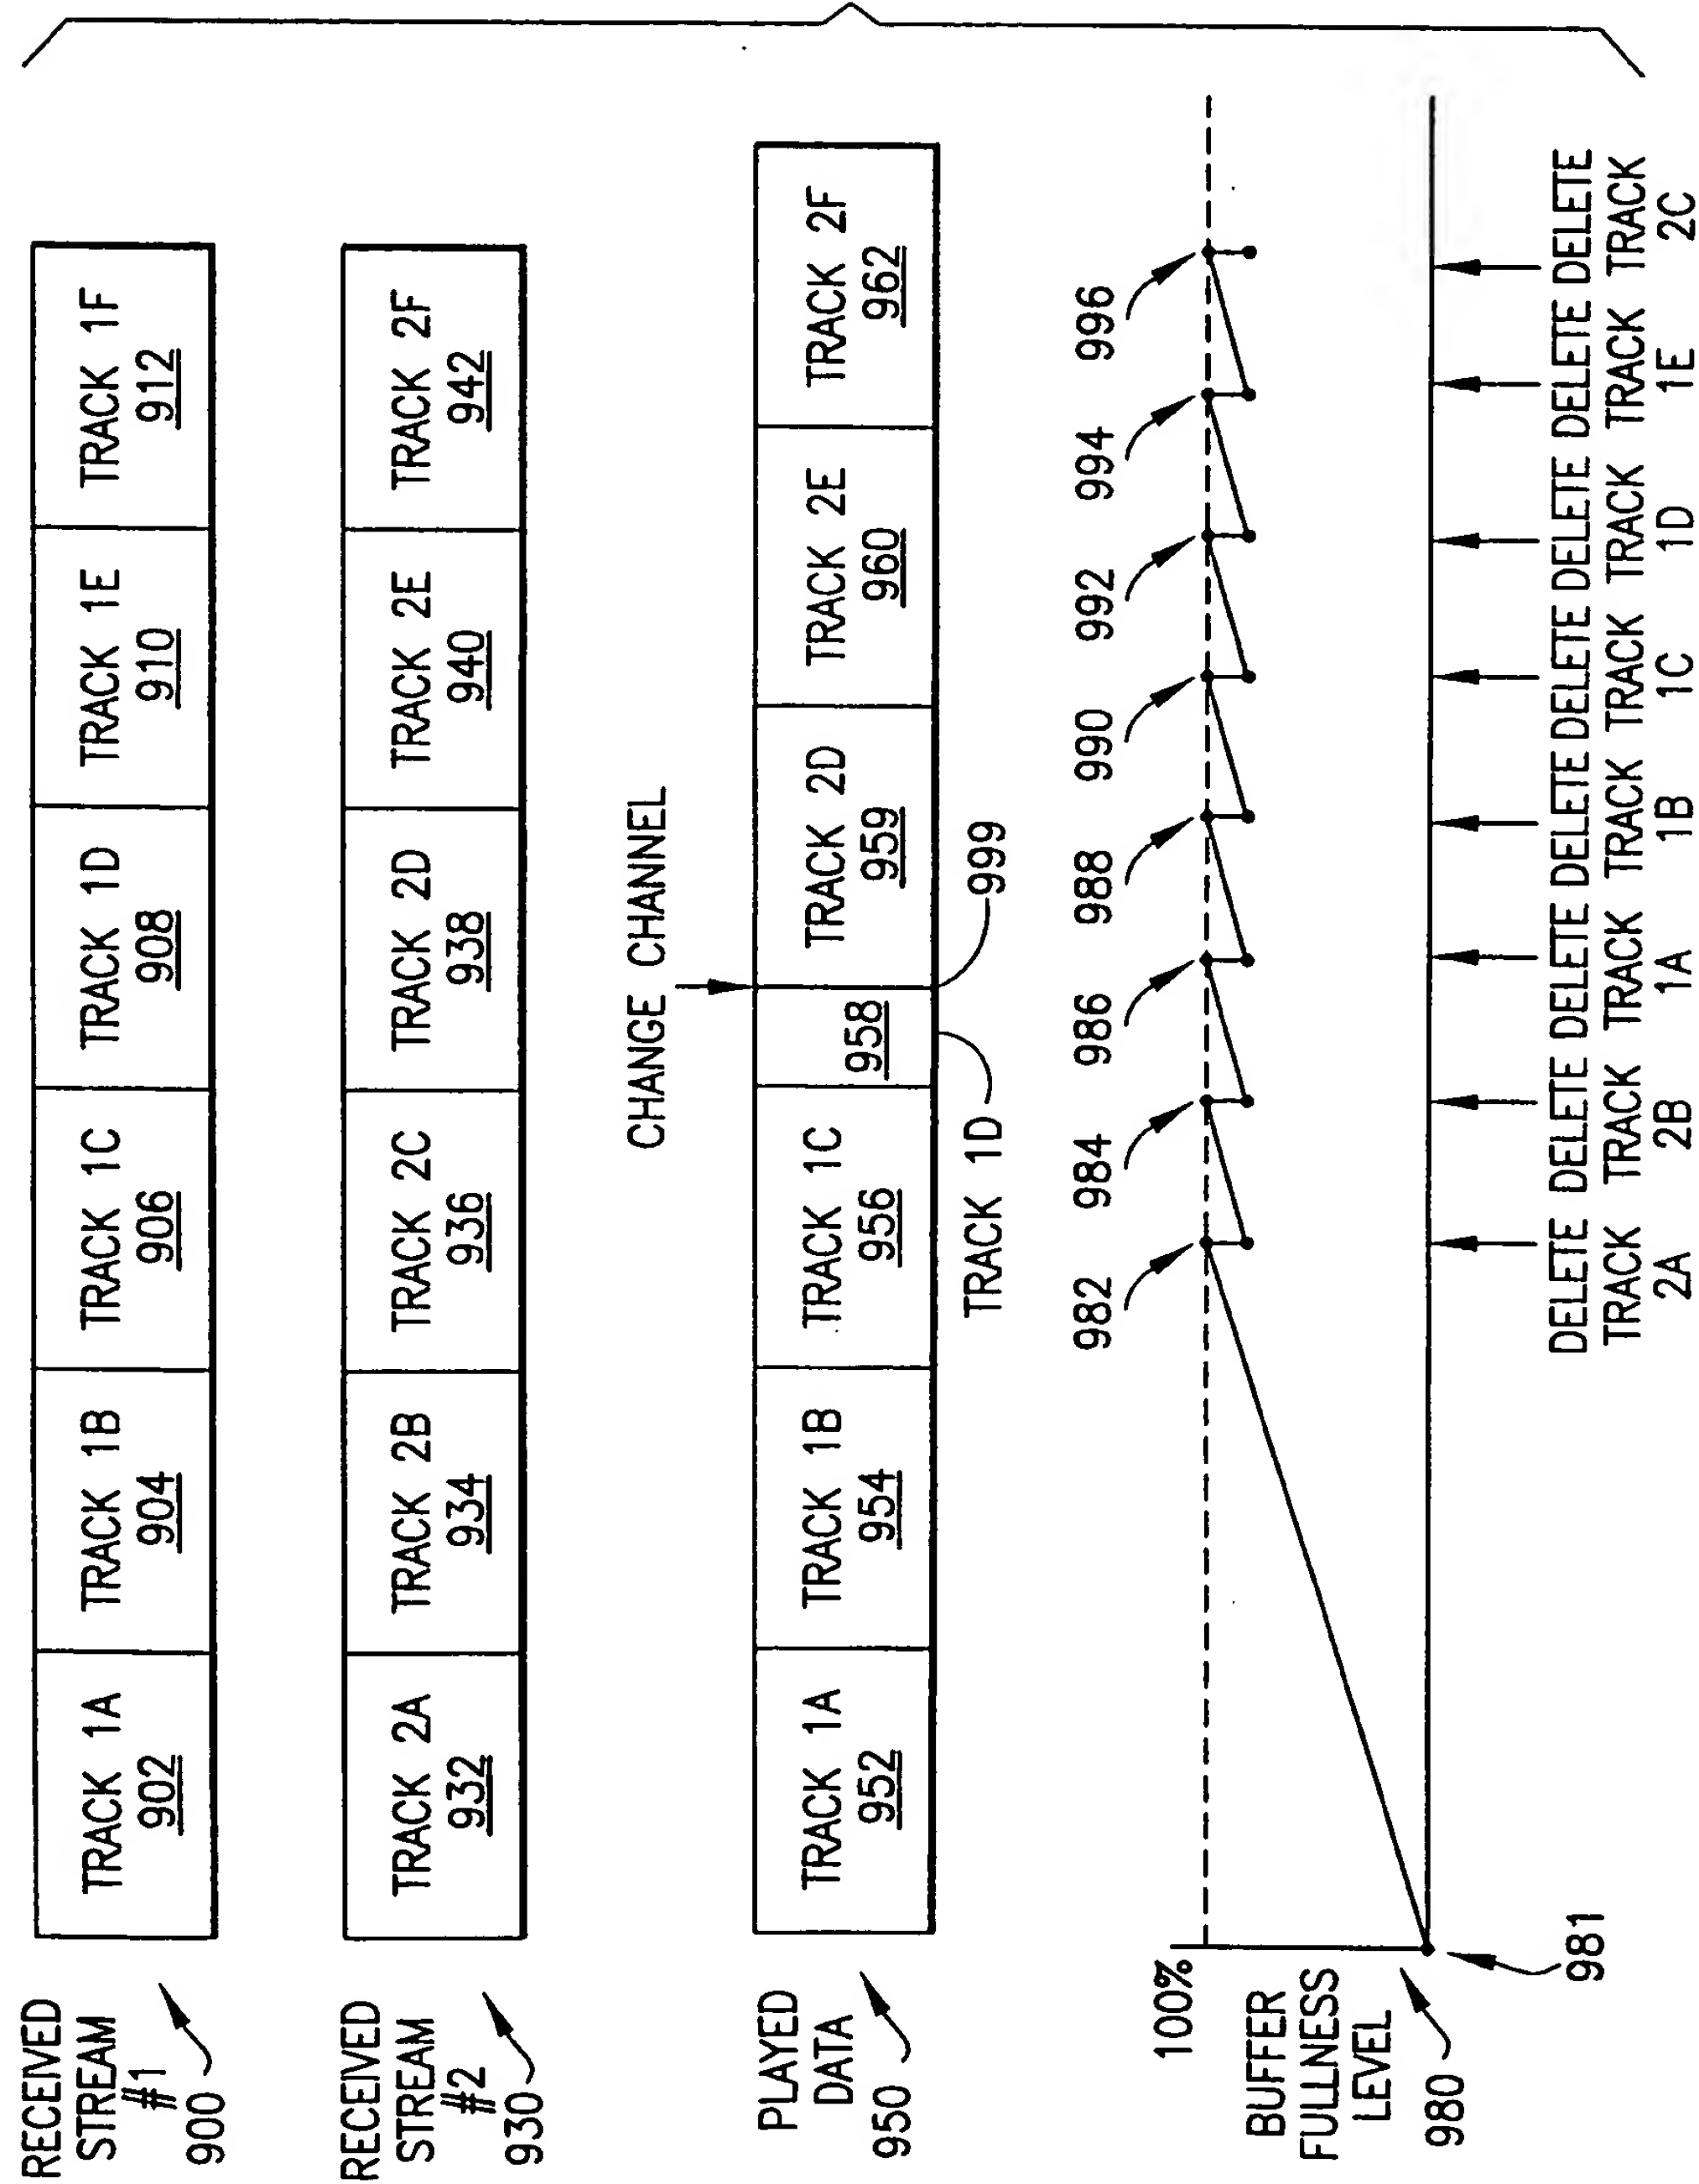 RECEIVED
STREAM
#1
900
TRACK 1A
902
TRACK 1B
904
TRACK 1C
906
TRACK 1D
908
TRACK 1E
910
TRACK 1F
912
RECEIVED
STREAM
#2
930
TRACK 2A
932
TRACK 2B
934
TRACK 2C
936
TRACK 2D
938
TRACK 2E
940
TRACK 2F
942
CHANGE CHANNEL
PLAYED
DATA
950
TRACK 1A
952
TRACK 1B
954
TRACK 1C
956
958
TRACK 2D
959
TRACK 2E
960
TRACK 2F
962
TRACK 1D
999
982
984
986
988
990
992
994
996
100%
BUFFER
FULLNESS
LEVEL
980
981
DELETE DELETE DELETE DELETE DELETE DELETE DELETE DELETE
TRACK TRACK TRACK TRACK TRACK TRACK TRACK TRACK
2A 2B 1A 1B 1C 1D 1E 2C